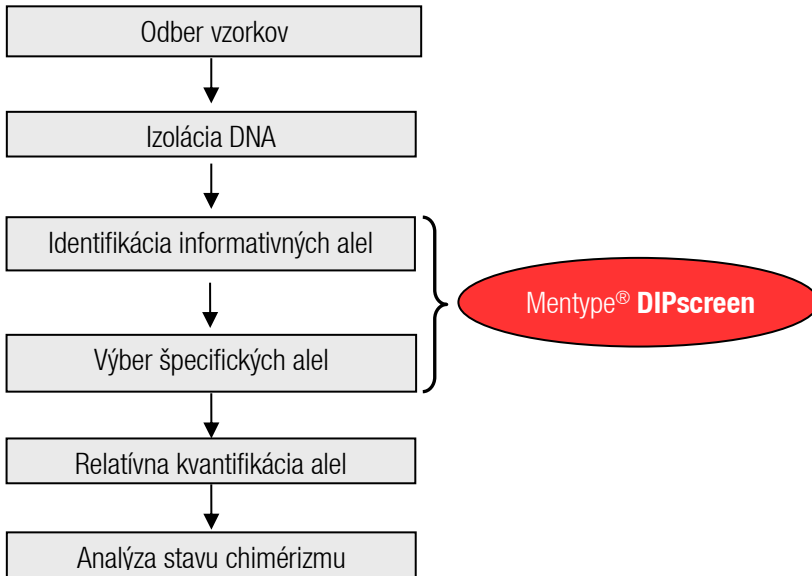 Odber vzorkov
Izolácia DNA
Identifikácia informativných alel
Mentype® DIPscreen
Výber špecifických alel
Relatívna kvantifikácia alel
Analýza stavu chimérizmu